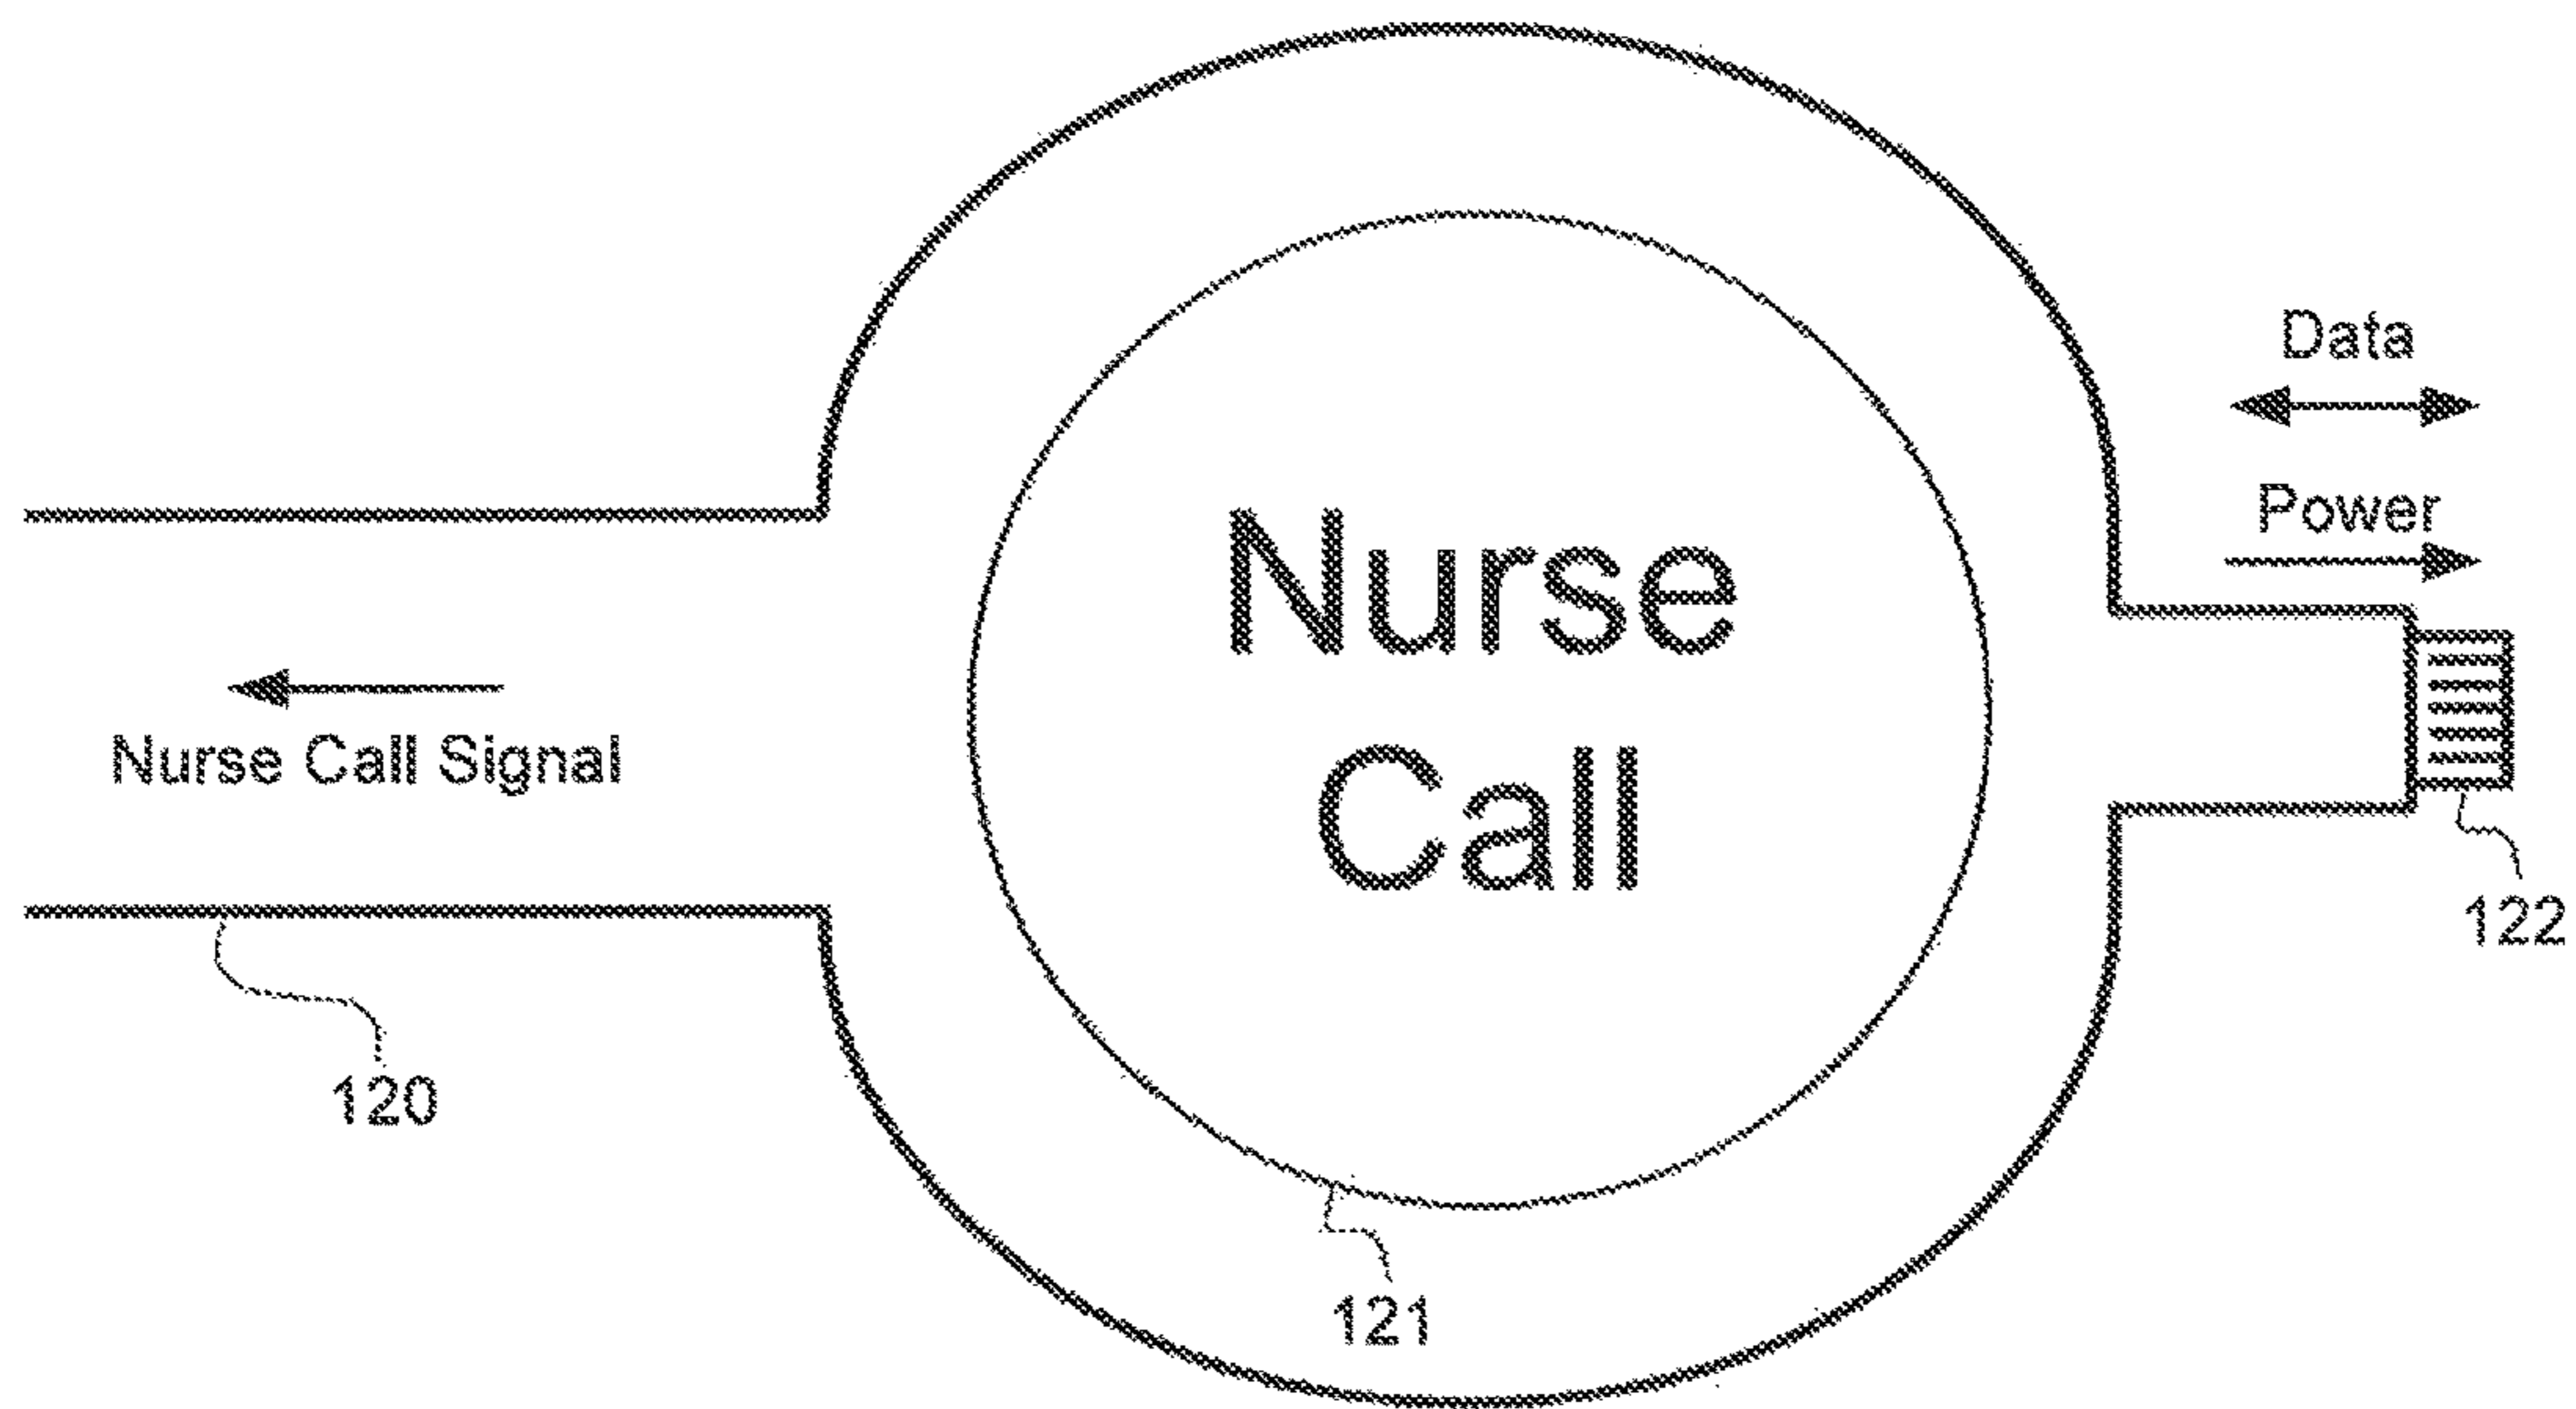 Data
Power
Nurse
Call
Nurse Call Signal
122
120
121